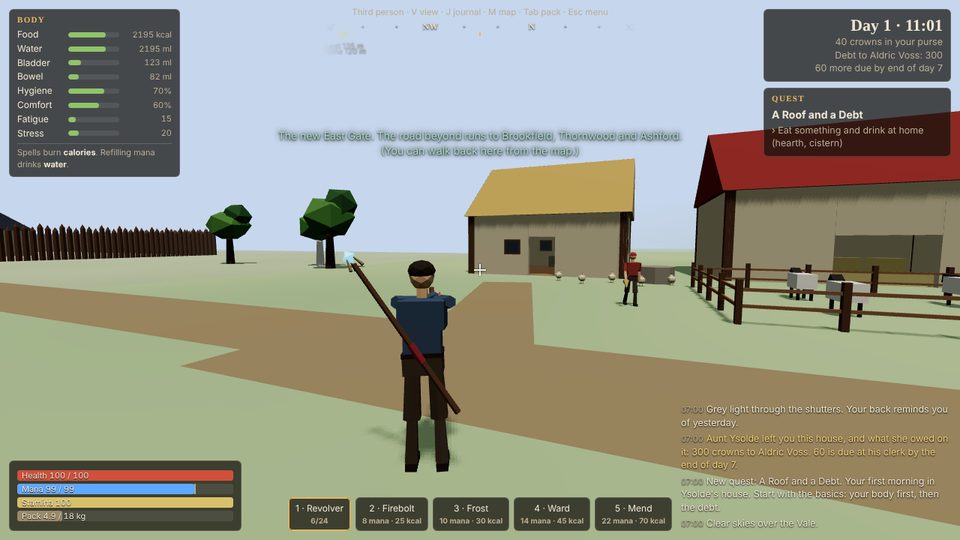 Third person · V view · J journal · M map · Tab pack · Esc menu
NW
N
BODY
Food 2195 kcal
Water 2195 ml
Bladder 123 ml
Bowel 82 ml
Hygiene 70%
Comfort 60%
Fatigue 15
Stress 20
Spells burn calories. Refilling mana
drinks water.
Day 1 · 11:01
40 crowns in your purse
Debt to Aldric Voss: 300
60 more due by end of day 7
QUEST
A Roof and a Debt
› Eat something and drink at home
(hearth, cistern)
The new East Gate. The road beyond runs to Brookfield, Thornwood and Ashford.
(You can walk back here from the map.)
07:00 Grey light through the shutters. Your back reminds you
of yesterday.
07:00 Aunt Ysolde left you this house, and what she owed on
it: 300 crowns to Aldric Voss. 60 is due at his clerk by the
end of day 7.
07:00 New quest: A Roof and a Debt. Your first morning in
Ysolde's house. Start with the basics: your body first, then
the debt.
07:00 Clear skies over the Vale.
Health 100 / 100
Mana 99 / 99
Stamina 100
Pack 4.9 / 18 kg
1 · Revolver
6/24
2 · Firebolt
8 mana · 25 kcal
3 · Frost
10 mana · 30 kcal
4 · Ward
14 mana · 45 kcal
5 · Mend
22 mana · 70 kcal